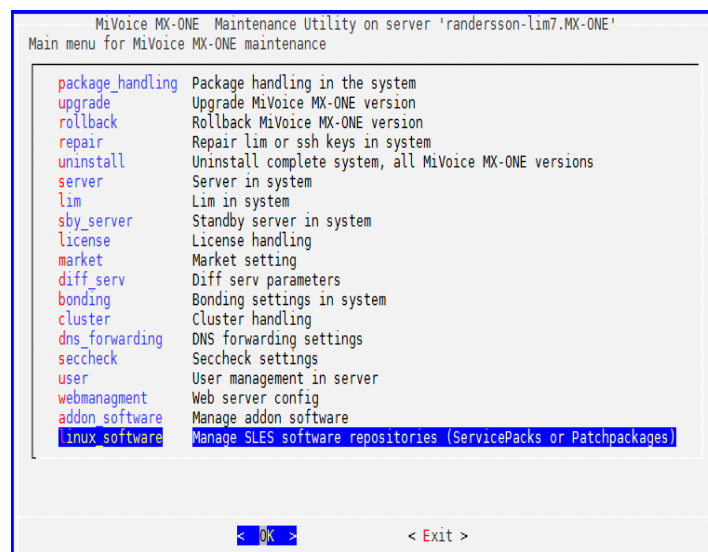 MiVoice MX-ONE Maintenance Utility on server 'randersson-lim7.MX-ONE'
Main menu for MiVoice MX-ONE maintenance
package_handling Package handling in the system
upgrade Upgrade MiVoice MX-ONE version
rollback Rollback MiVoice MX-ONE version
repair Repair lim or ssh keys in system
uninstall Uninstall complete system, all MiVoice MX-ONE versions
server Server in system
lim Lim in system
sby_server Standby server in system
license License handling
market Market setting
diff_serv Diff serv parameters
bonding Bonding settings in system
cluster Cluster handling
dns_forwarding DNS forwarding settings
seccheck Seccheck settings
user User management in server
webmanagment Web server config
addon_software Manage addon software
linux_software Manage SLES software repositories (ServicePacks or Patchpackages)
< OK > < Exit >